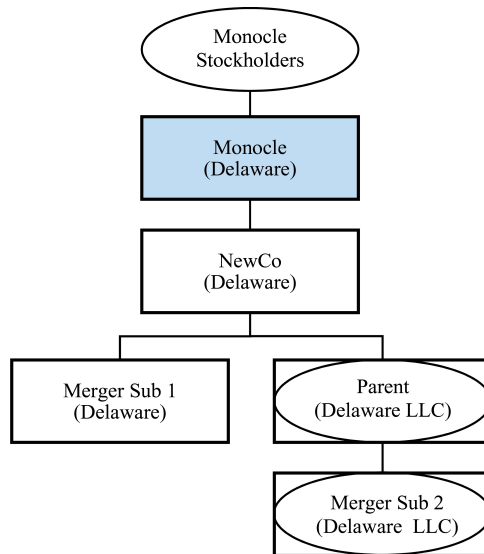 Monocle
Stockholders
Monocle
(Delaware)
NewCo
(Delaware)
Merger Sub 1
(Delaware)
Parent
(Delaware LLC)
Merger Sub 2
(Delaware LLC)